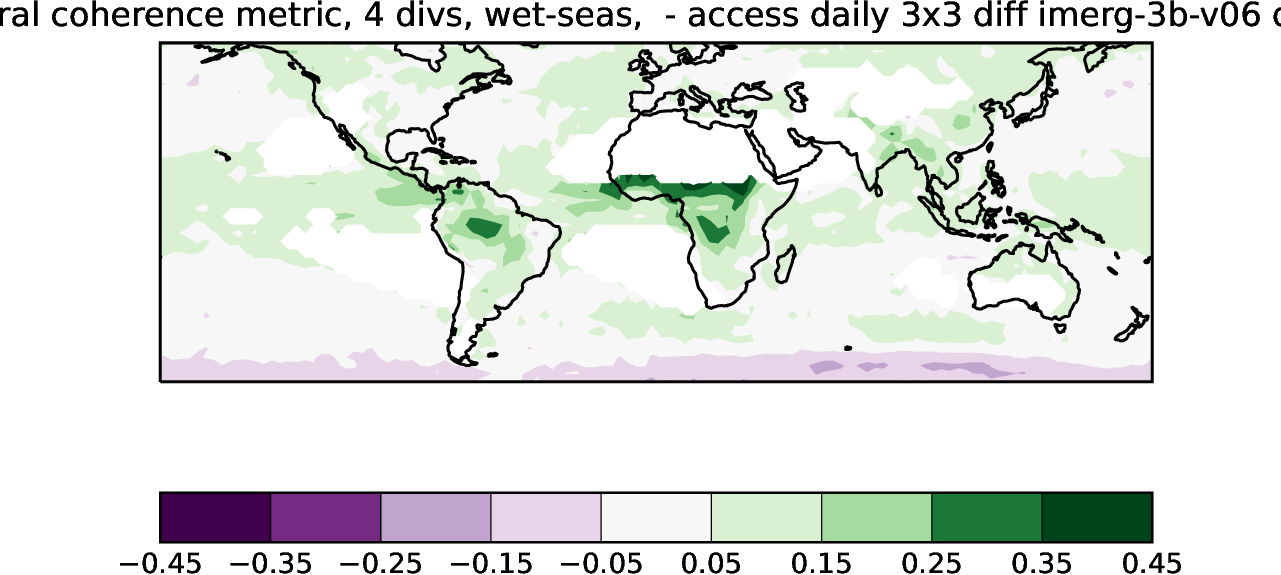 ral coherence metric, 4 divs, wet-seas, - access daily 3x3 diff imerg-3b-v06
−0.45 −0.35 −0.25 −0.15 −0.05 0.05 0.15 0.25 0.35 0.45